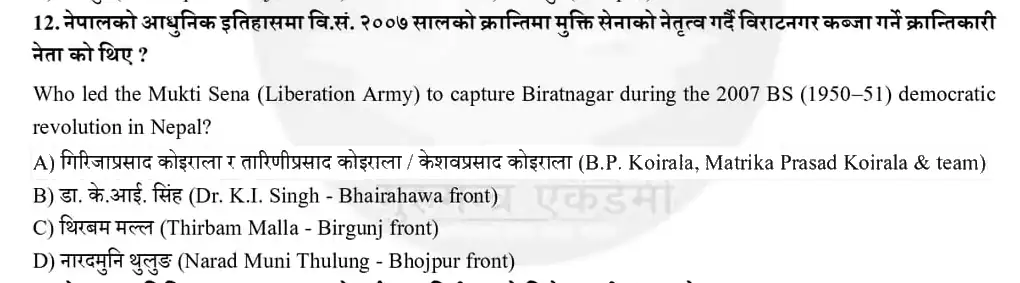 12. नेपालको आधुनिक इतिहासमा वि.सं. २००७ सालको क्रान्तिमा मुक्ति सेनाको नेतृत्व गर्दै विराटनगर कब्जा गर्ने क्रान्तिकारी
नेता को थिए ?
Who led the Mukti Sena (Liberation Army) to capture Biratnagar during the 2007 BS (1950–51) democratic
revolution in Nepal?
A) गिरिजाप्रसाद कोइराला र तारिणीप्रसाद कोइराला / केशवप्रसाद कोइराला (B.P. Koirala, Matrika Prasad Koirala & team)
B) डा. के.आई. सिंह (Dr. K.I. Singh - Bhairahawa front)
C) थिरबम मल्ल (Thirbam Malla - Birgunj front)
D) नारदमुनि थुलुङ (Narad Muni Thulung - Bhojpur front)
एकेडमी